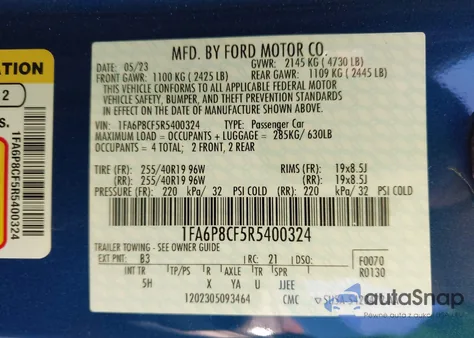 ATION
2
S.
1FA6P8CF5R5400324
MFD. BY FORD MOTOR CO.
DATE: 05/23 GVWR: 2145 KG ( 4730 LB)
FRONT GAWR: 1100 KG ( 2425 LB) REAR GAWR: 1109 KG ( 2445 LB)
THIS VEHICLE CONFORMS TO ALL APPLICABLE FEDERAL MOTOR
VEHICLE SAFETY, BUMPER, AND THEFT PREVENTION STANDARDS
IN EFFECT ON THE DATE OF MANUFACTURE SHOWN ABOVE.
VIN: 1FA6P8CF5R5400324 TYPE: Passenger Car
MAXIMUM LOAD = OCCUPANTS + LUGGAGE = 285KG/ 630LB
OCCUPANTS = 4 TOTAL: 2 FRONT, 2 REAR
TIRE (FR): 255/40R19 96W RIMS (FR): 19x8.5J
(RR): 255/40R19 96W (RR): 19x8.5J
PRESSURE (FR): 220 kPa/ 32 PSI COLD (RR): 220 kPa/ 32 PSI COLD
1FA6P8CF5R5400324
TRAILER TOWING - SEE OWNER GUIDE
EXT PNT: B3 RC: 21 DSO: F0070
R0130
INT TR TP/PS R AXLE TR SPR
5H X YA U JJEE
1202305093464 CMC
autoSnap